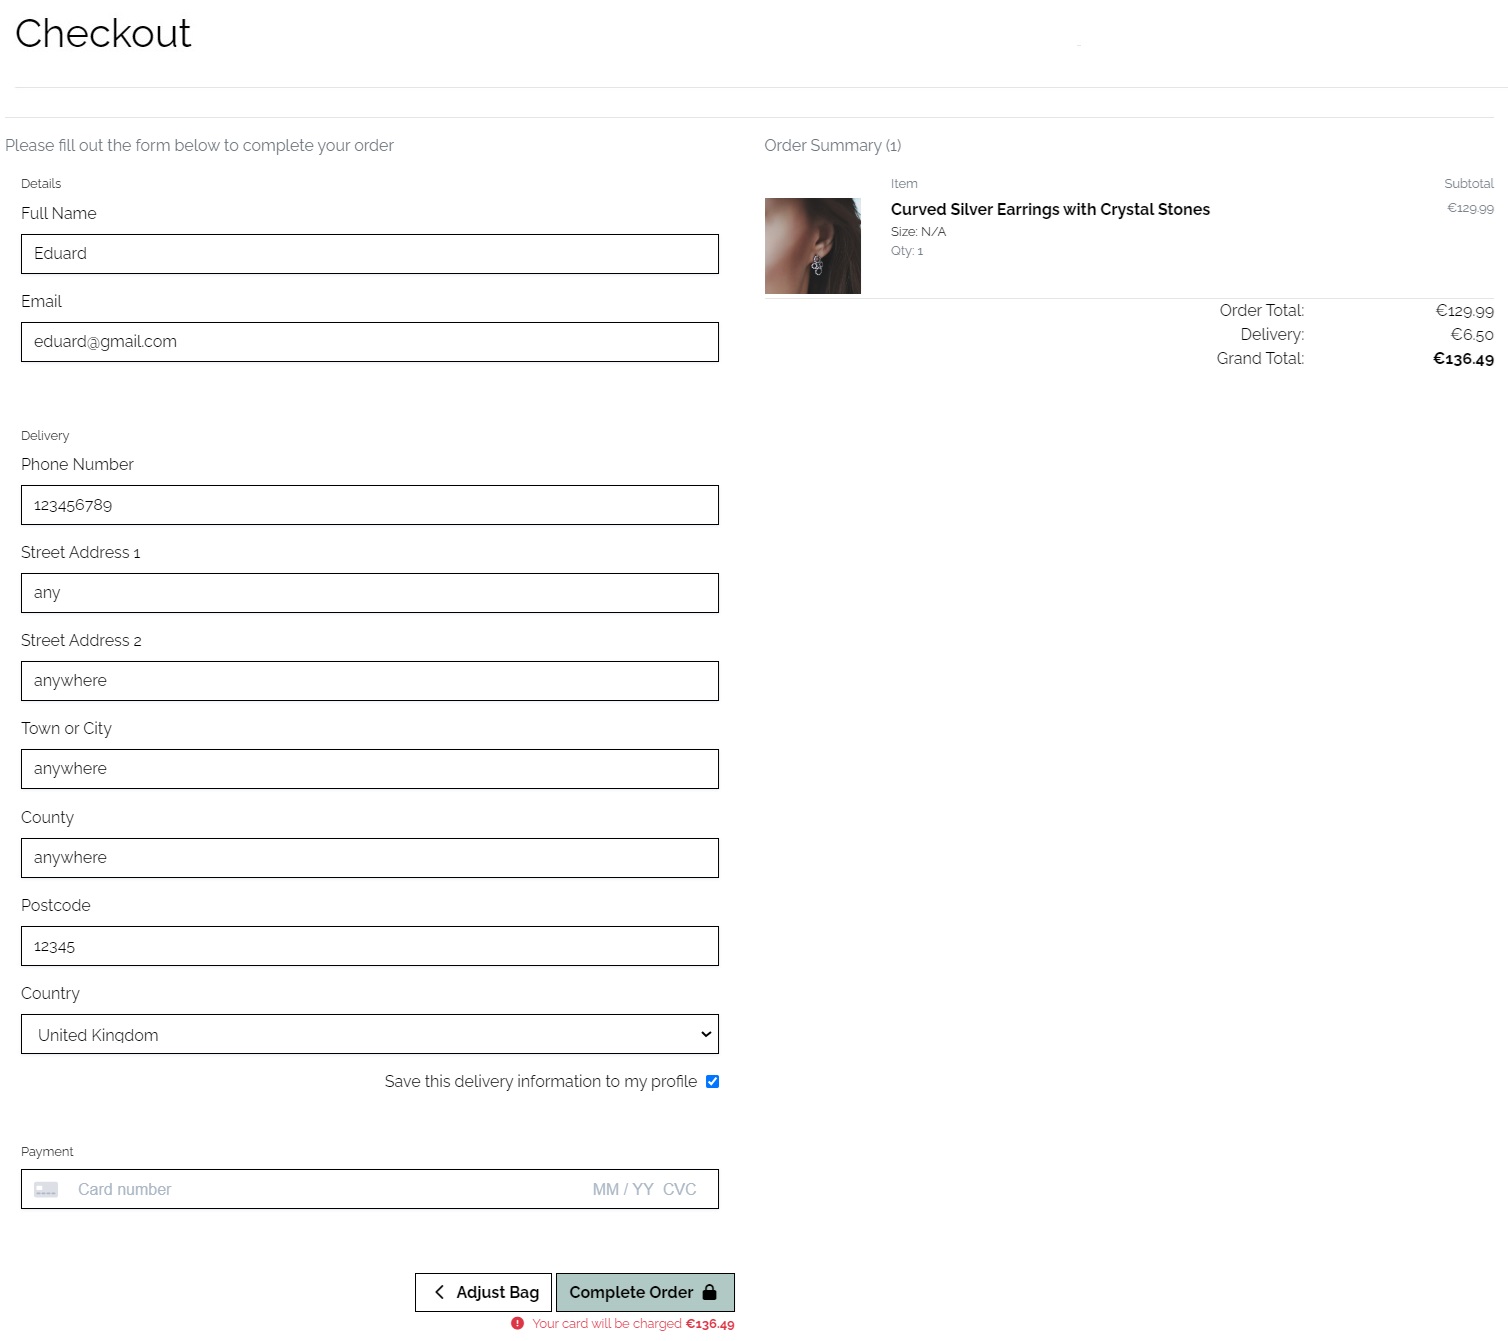 Checkout
Please fill out the form below to complete your order
Details
Full Name
Eduard
Email
eduard@gmail.com
Delivery
Phone Number
123456789
Street Address 1
any
Street Address 2
anywhere
Town or City
anywhere
County
anywhere
Postcode
12345
Country
United Kingdom
Save this delivery information to my profile
Payment
Card number MM / YY CVC
Adjust Bag Complete Order
Your card will be charged €136.49
Order Summary (1)
Item Subtotal
Curved Silver Earrings with Crystal Stones €129.99
Size: N/A
Qty: 1
Order Total: €129.99
Delivery: €6.50
Grand Total: €136.49